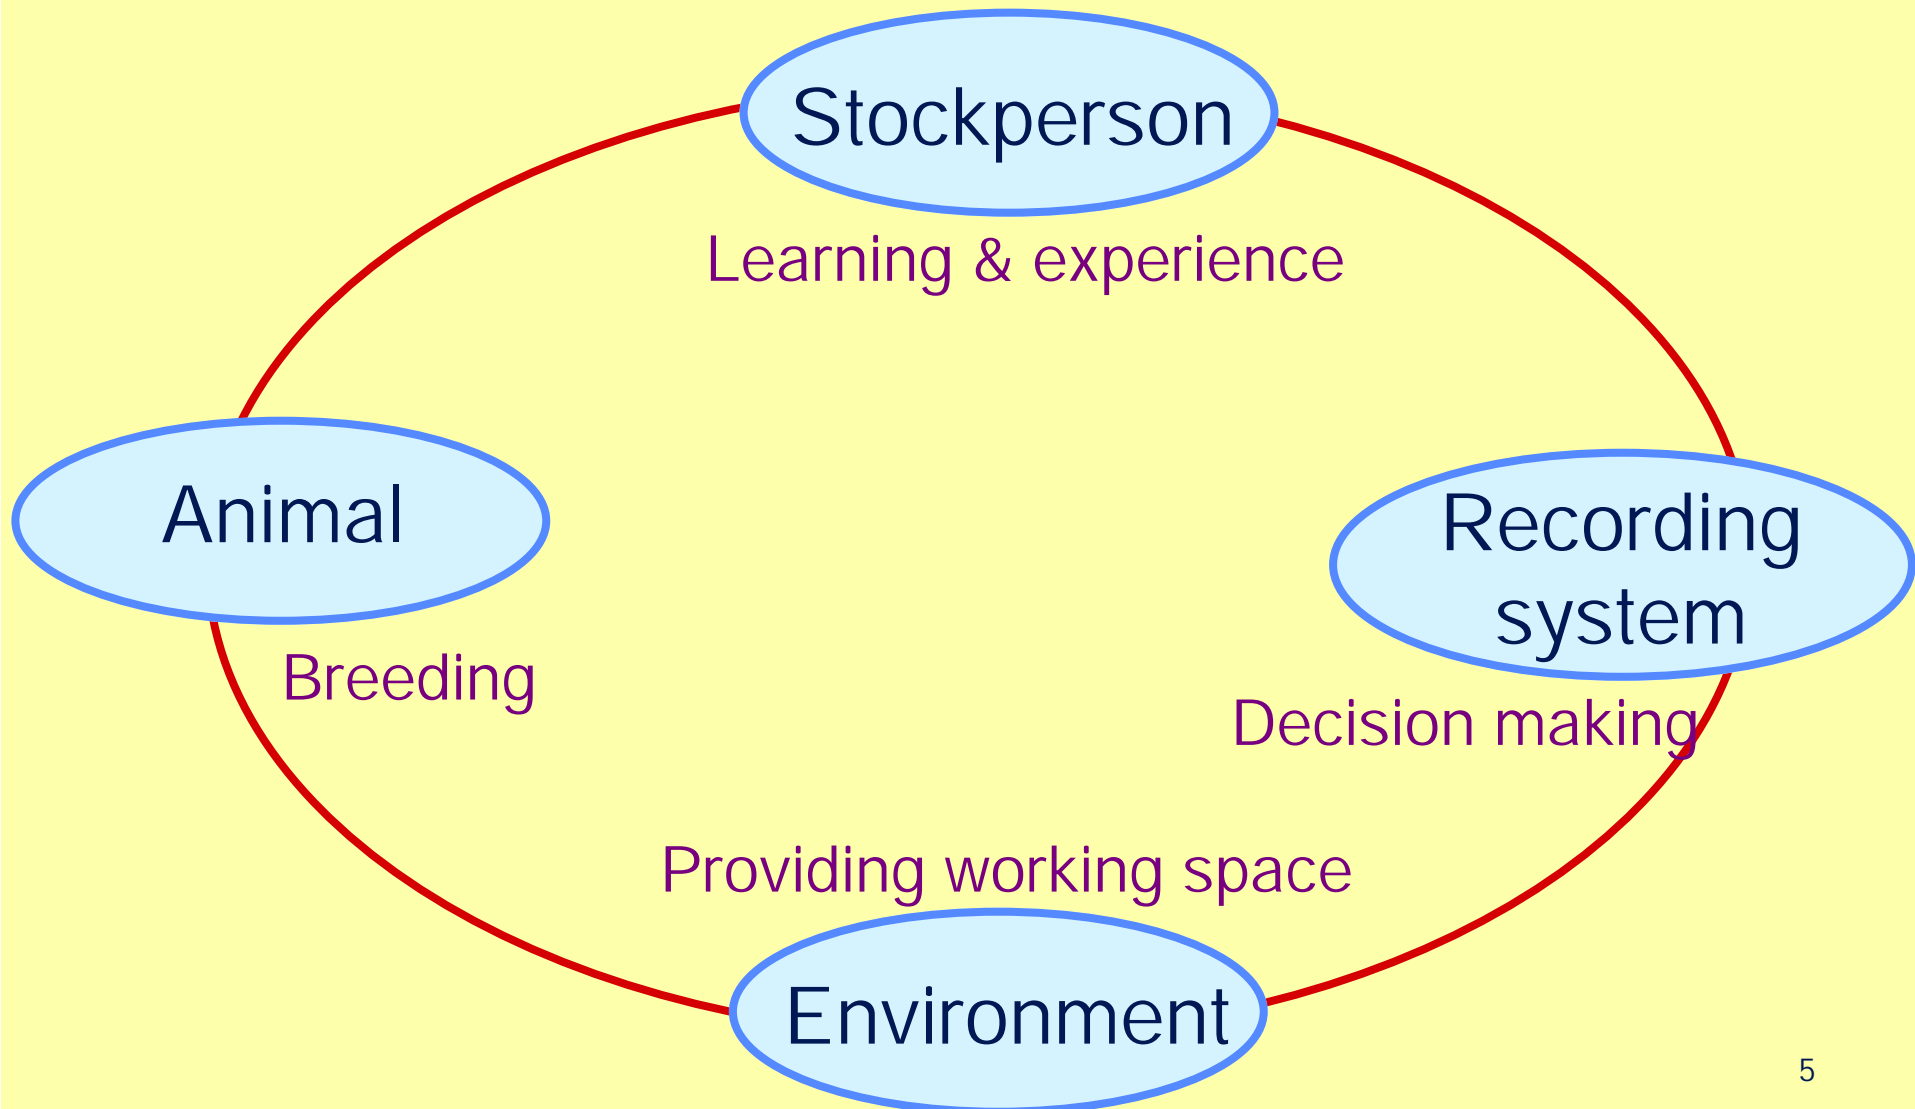 Stockperson
Learning & experience
Animal
Recording
system
Breeding
Decision making
Providing working space
Environment
5